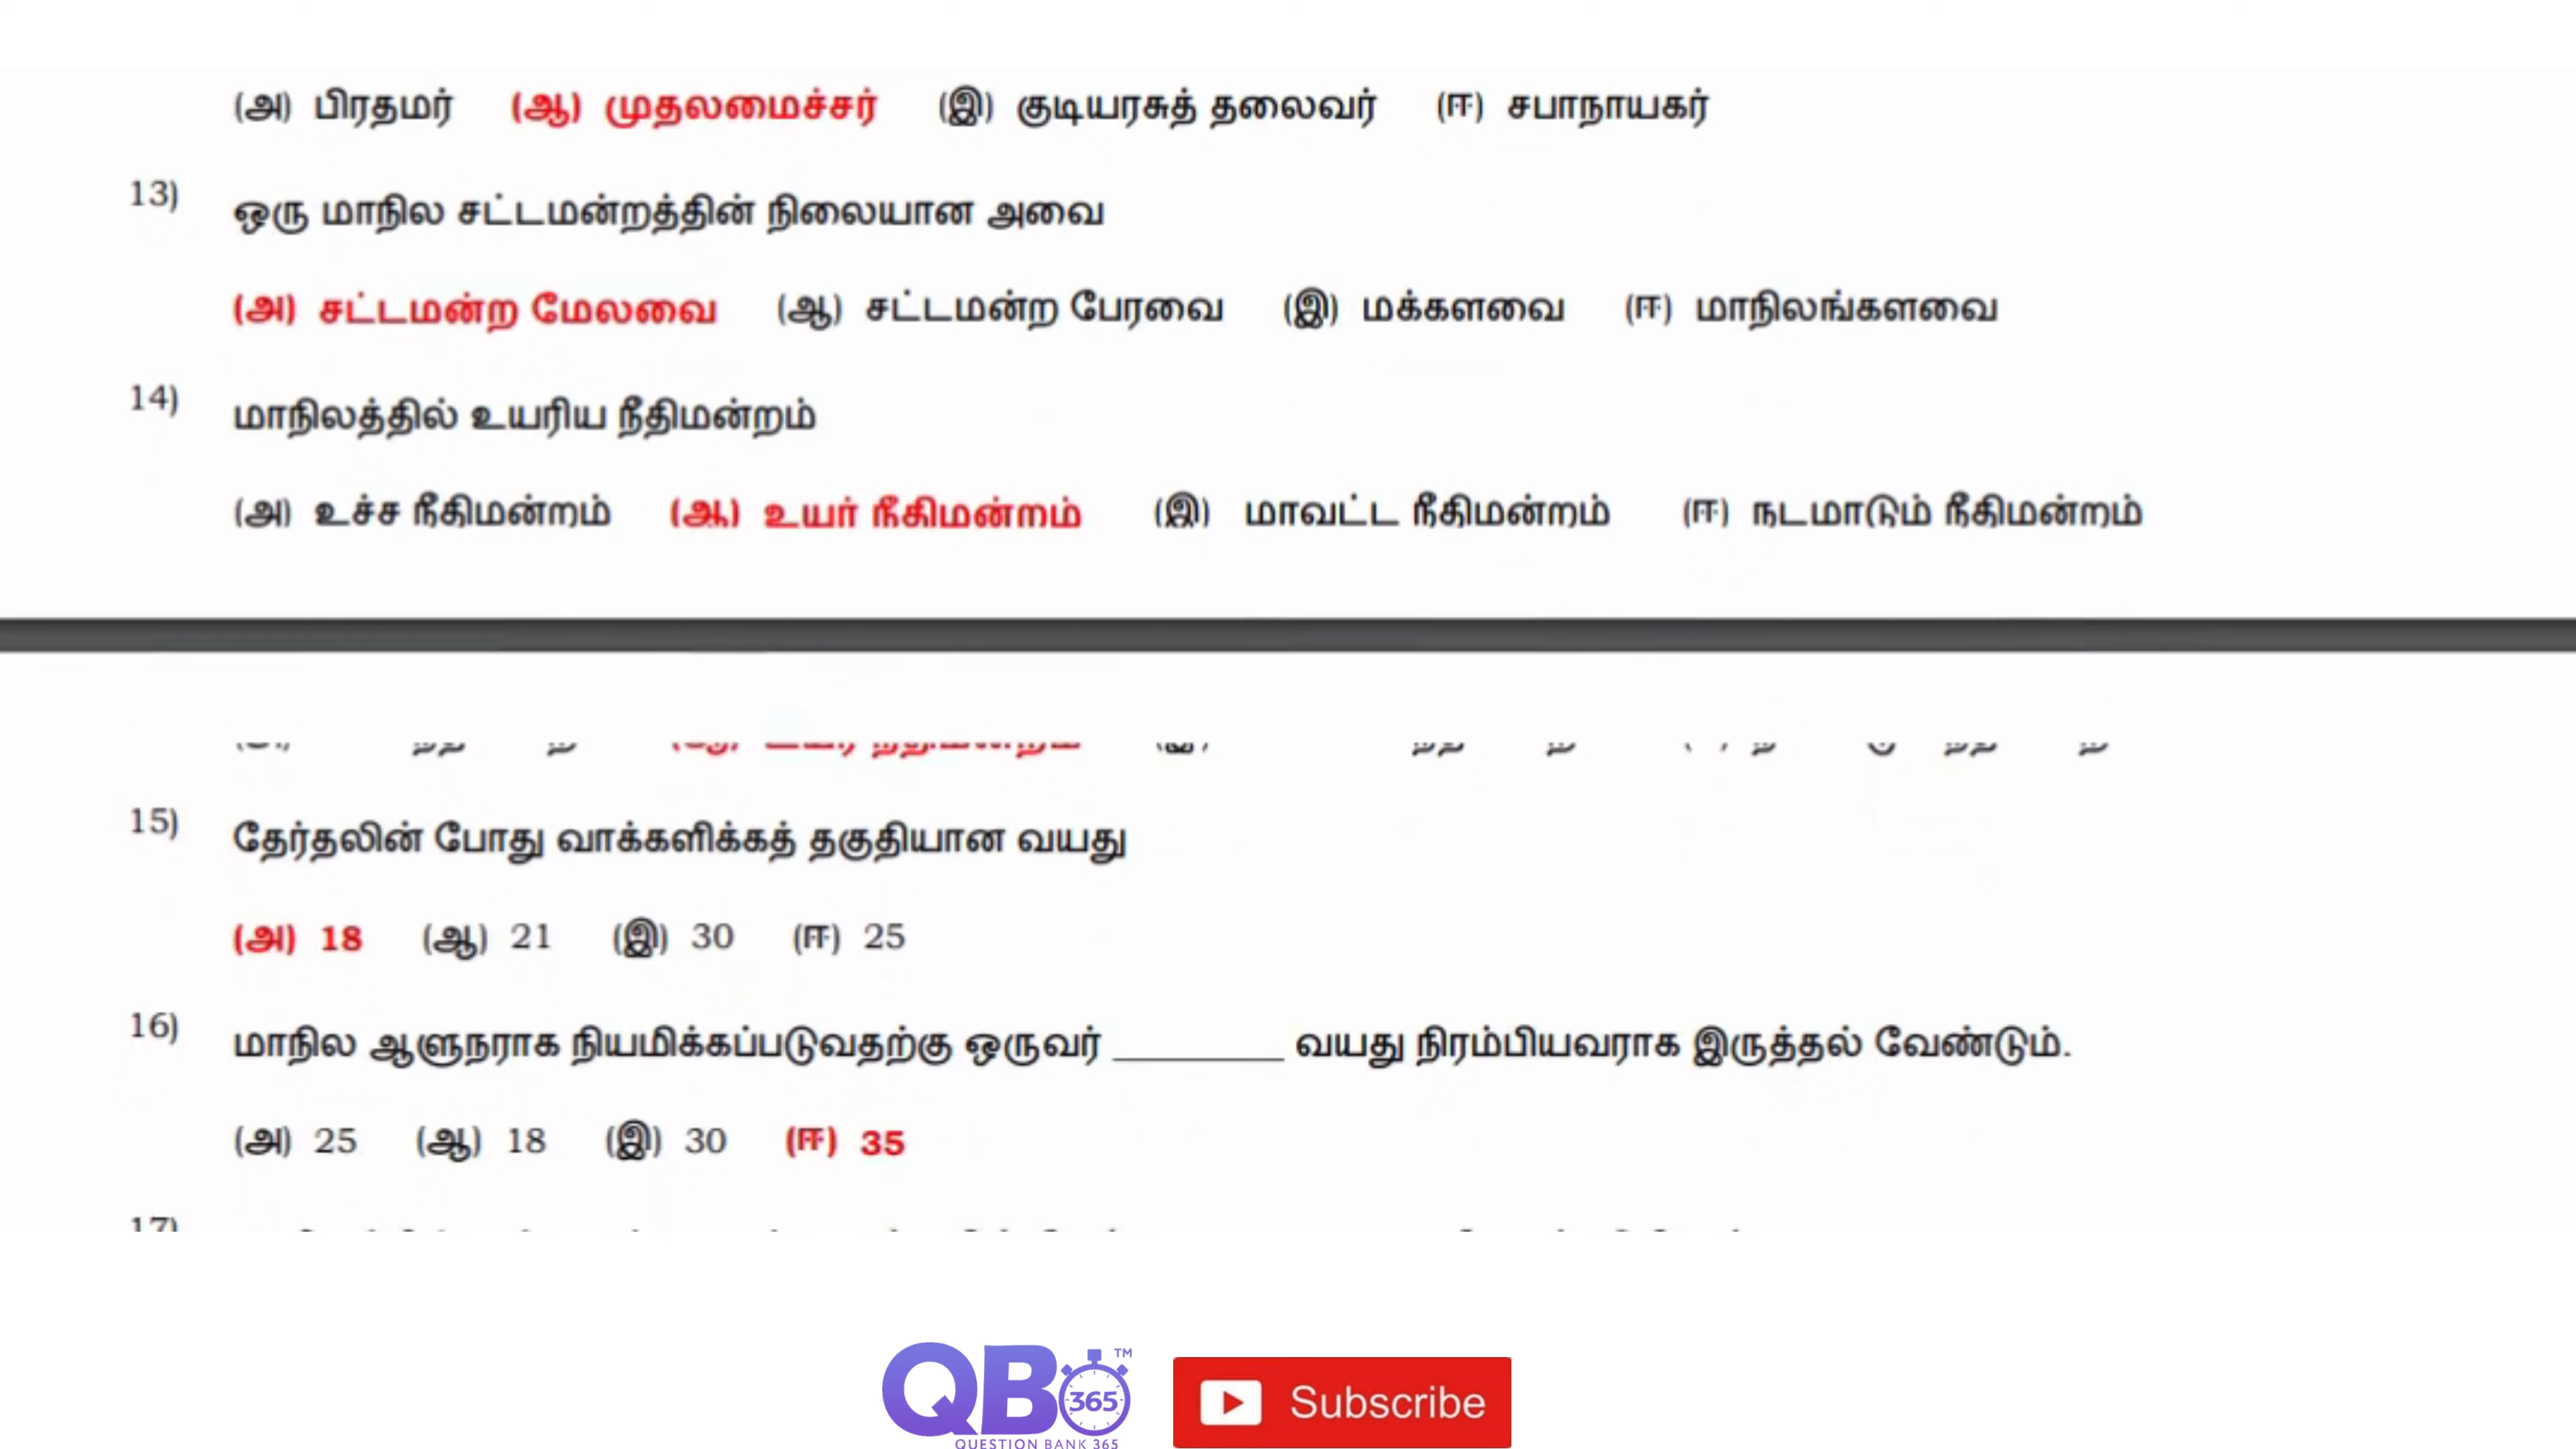 (அ) பிரதமர் (ஆ) முதலமைச்சர் (இ) குடியரசுத் தலைவர் (ஈ) சபாநாயகர்
13) ஒரு மாநில சட்டமன்றத்தின் நிலையான அவை
(அ) சட்டமன்ற மேலவை (ஆ) சட்டமன்ற பேரவை (இ) மக்களவை (ஈ) மாநிலங்களவை
14) மாநிலத்தில் உயரிய நீதிமன்றம்
(அ) உச்ச நீதிமன்றம் (ஆ) உயர் நீதிமன்றம் (இ) மாவட்ட நீதிமன்றம் (ஈ) நடமாடும் நீதிமன்றம்
15) தேர்தலின் போது வாக்களிக்கத் தகுதியான வயது
(அ) 18 (ஆ) 21 (இ) 30 (ஈ) 25
16) மாநில ஆளுநராக நியமிக்கப்படுவதற்கு ஒருவர் ________ வயது நிரம்பியவராக இருத்தல் வேண்டும்.
(அ) 25 (ஆ) 18 (இ) 30 (ஈ) 35
17)
QB 365 ™
QUESTION BANK 365
Subscribe